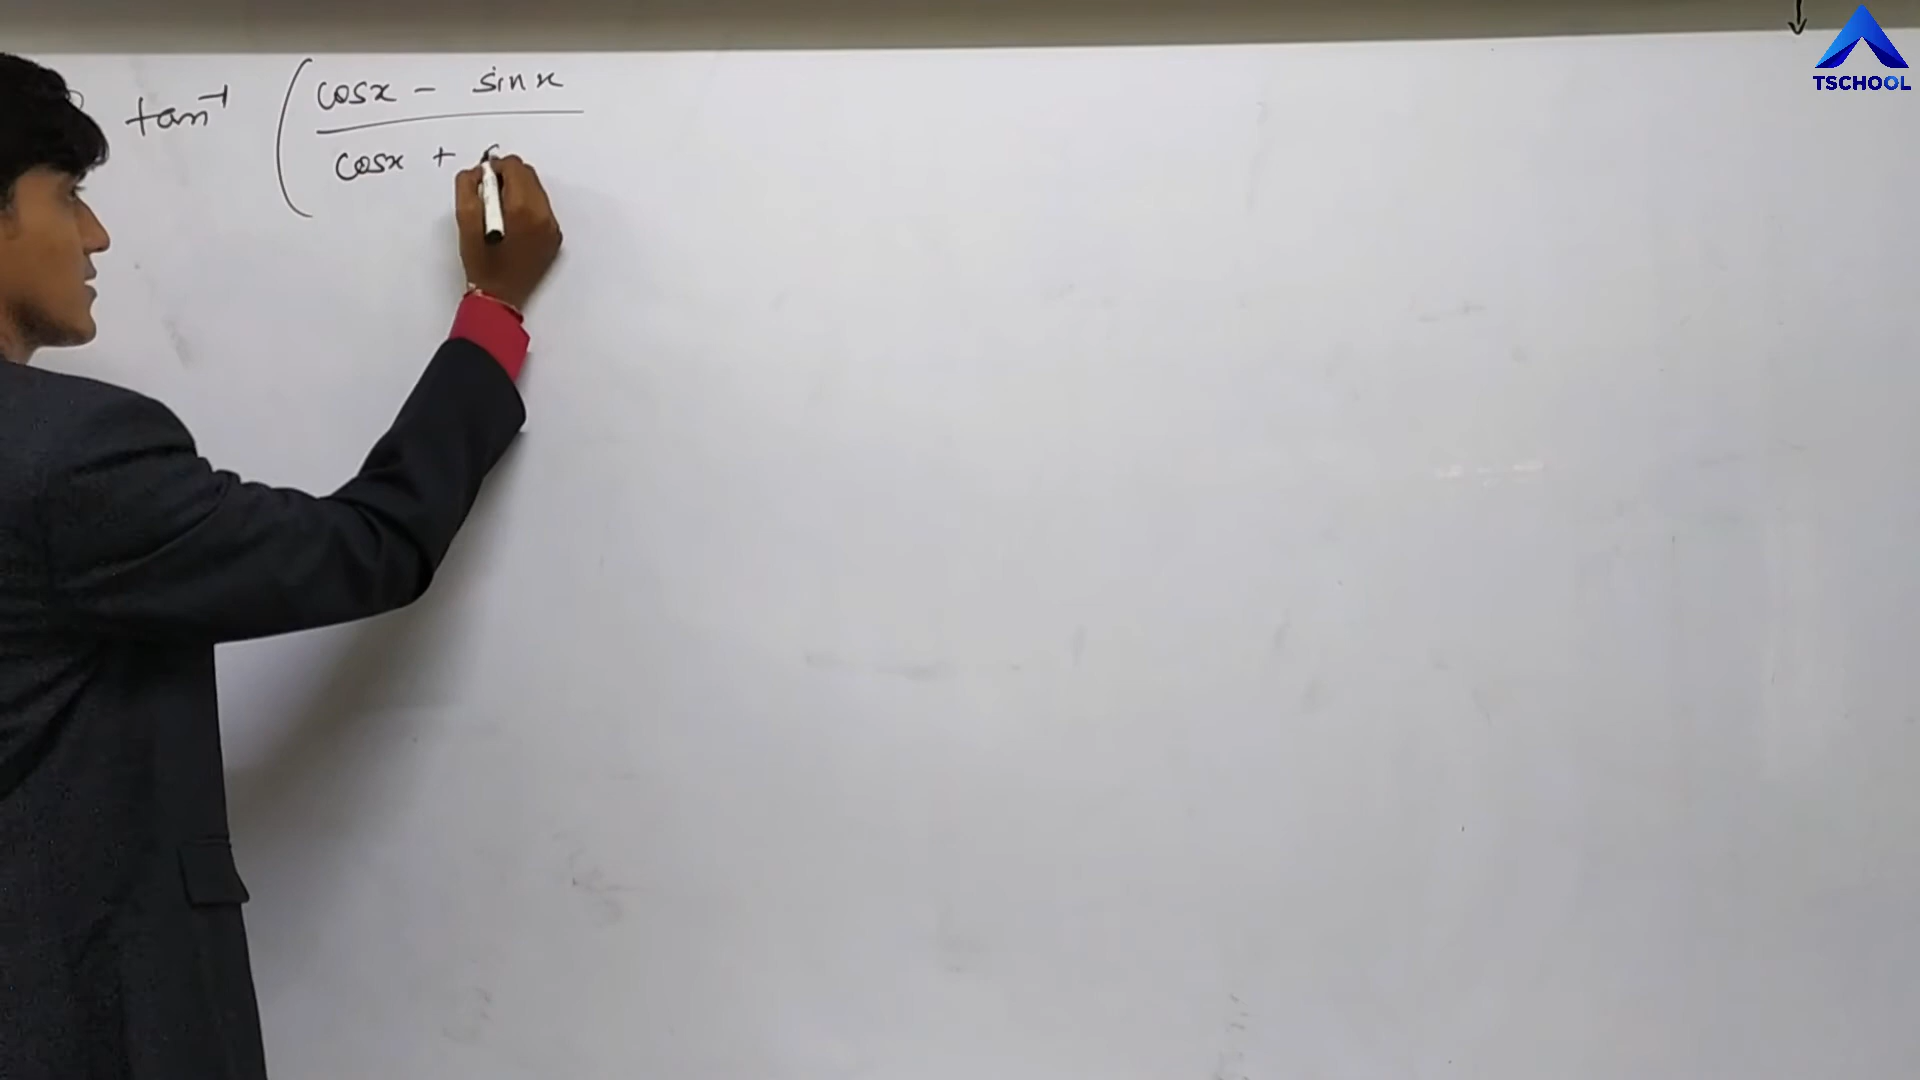 tan⁻¹ ( cosx - sinx
cosx + s
TSCHOOL